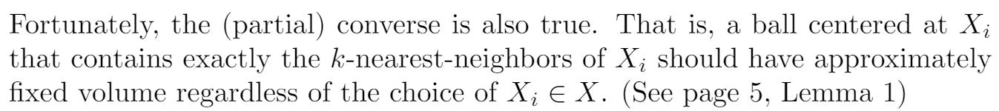 Fortunately, the (partial) converse is also true. That is, a ball centered at $X_i$
that contains exactly the $k$-nearest-neighbors of $X_i$ should have approximately
fixed volume regardless of the choice of $X_i \in X$. (See page 5, Lemma 1)